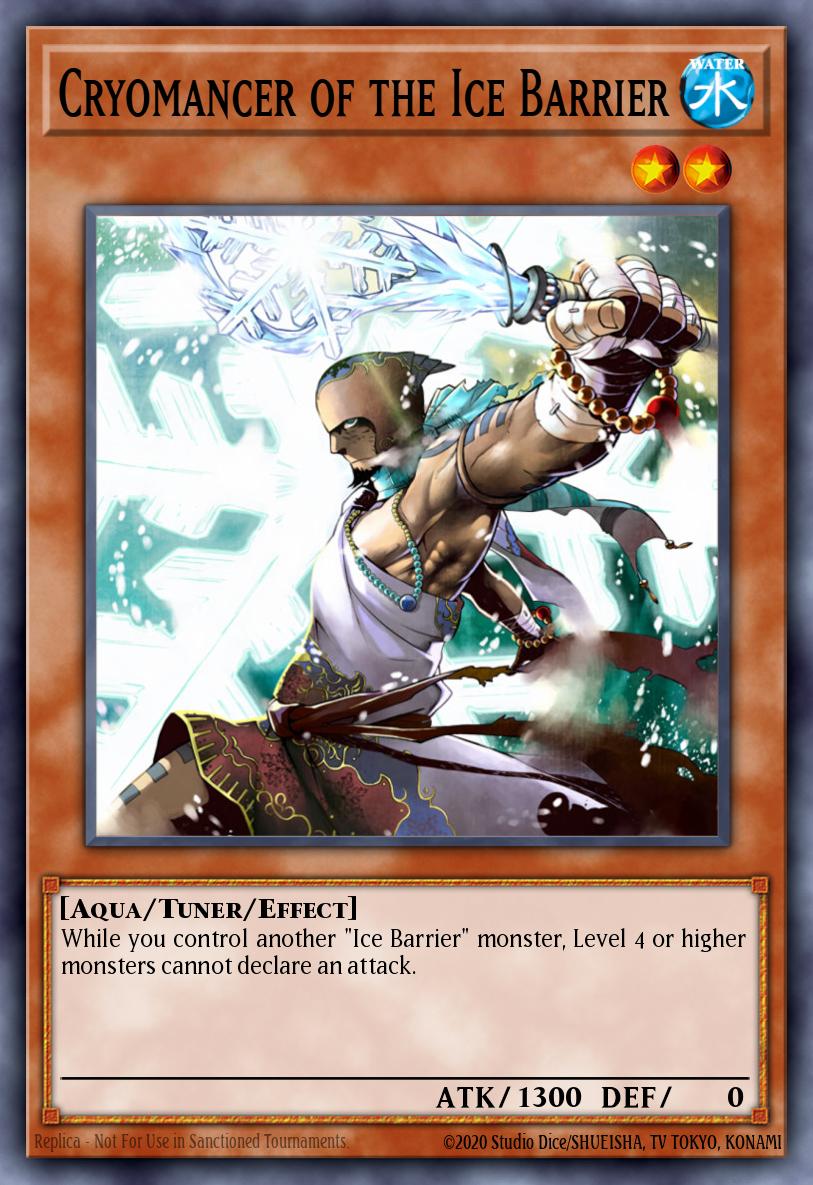 Cryomancer of the Ice Barrier
WATER
水
[Aqua/Tuner/Effect]
While you control another "Ice Barrier" monster, Level 4 or higher
monsters cannot declare an attack.
ATK/1300 DEF/ 0
Replica - Not For Use in Sanctioned Tournaments.
©2020 Studio Dice/SHUEISHA, TV TOKYO, KONAMI